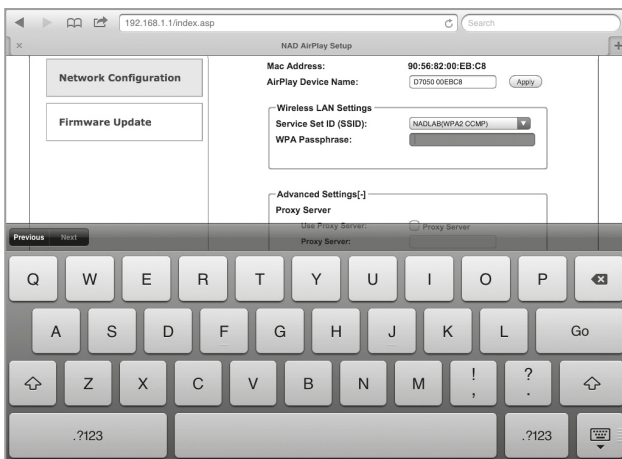 192.168.1.1/index.asp
Search
NAD AirPlay Setup
Network Configuration
Firmware Update
Mac Address: 90:56:82:00:EB:C8
AirPlay Device Name: D7050 00EBC8 Apply
Wireless LAN Settings
Service Set ID (SSID): NADLAB(WPA2 CCMP)
WPA Passphrase:
Advanced Settings[-]
Proxy Server
Use Proxy Server: Proxy Server
Proxy Server:
Previous Next
Q W E R T Y U I O P
A S D F G H J K L Go
Z X C V B N M ! , ? .
.?123 .?123